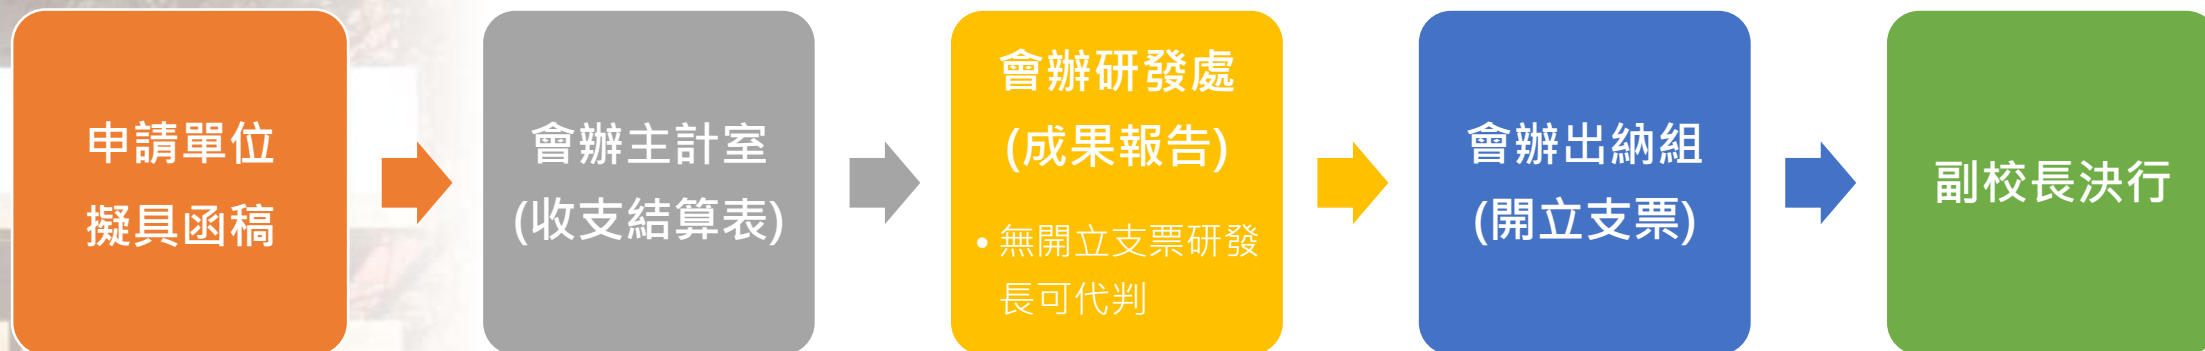 申請單位
擬具函稿
會辦主計室
(收支結算表)
會辦研發處
(成果報告)
• 無開立支票研發
長可代判
會辦出納組
(開立支票)
副校長決行